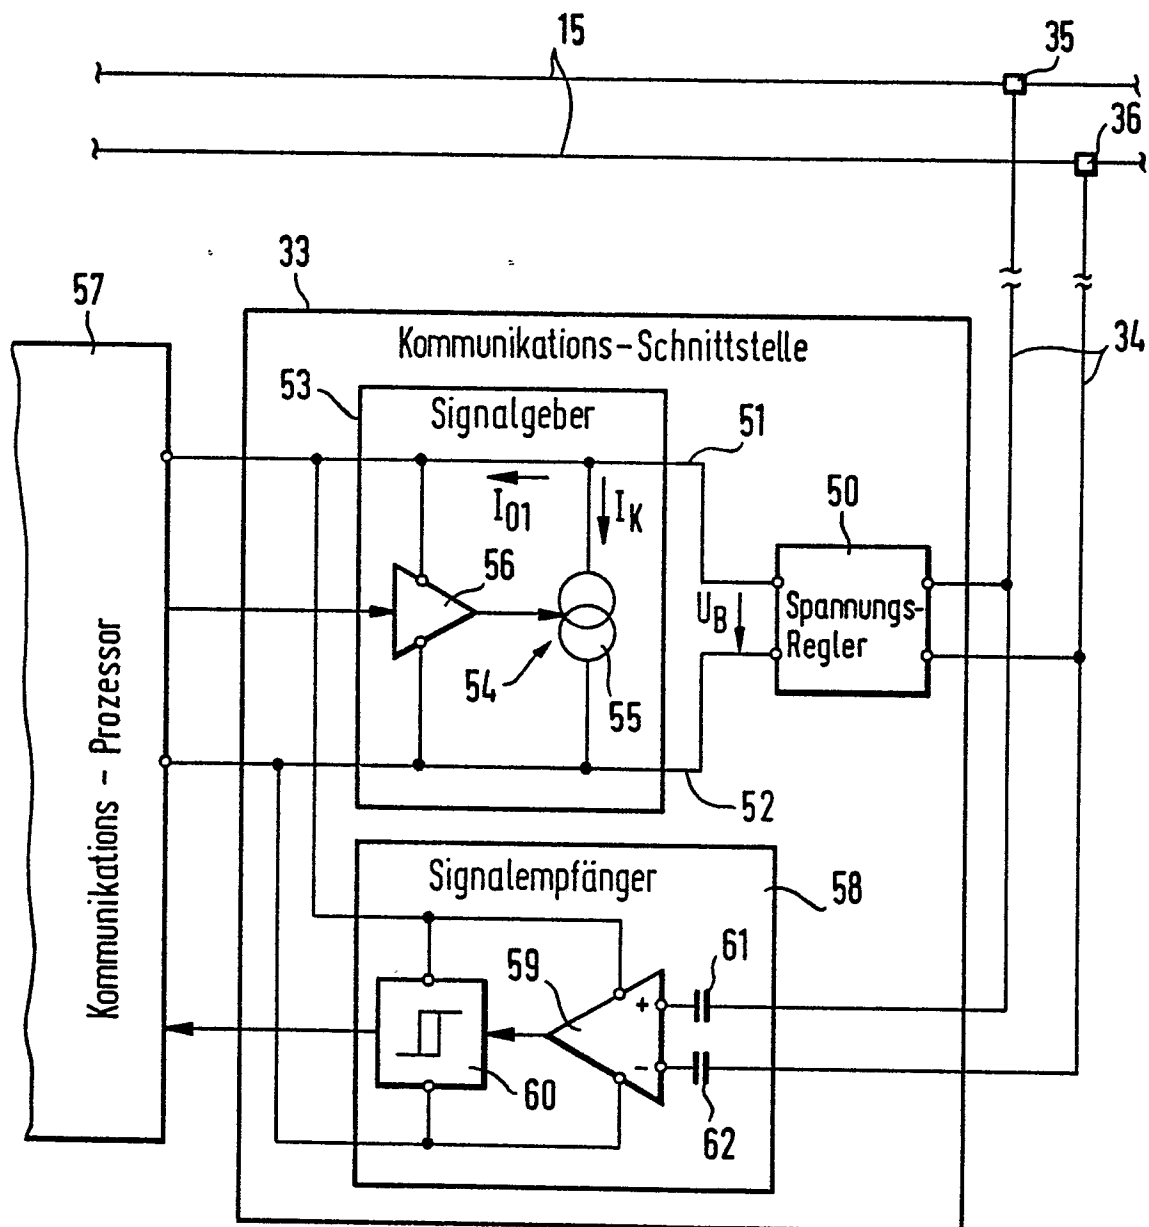 15
35
36
33
57
Kommunikations-Schnittstelle
34
53
Signalgeber
51
I01
IK
50
56
UB
Spannungs-
Regler
54
55
52
Kommunikations - Prozessor
Signalempfänger
58
59
61
+
-
60
62